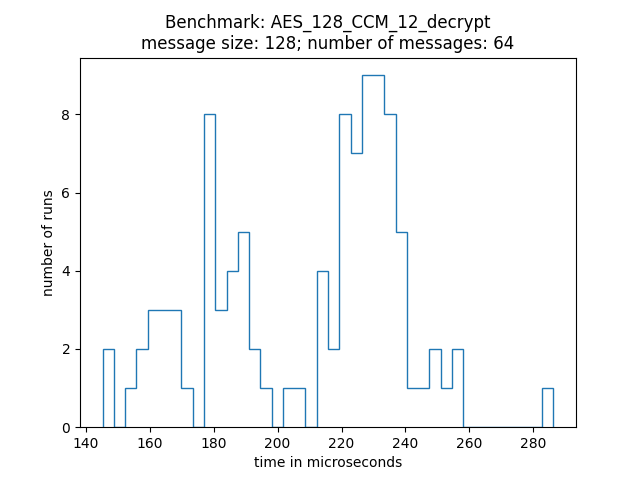 Benchmark: AES_128_CCM_12_decrypt
message size: 128; number of messages: 64
8
6
4
2
0
number of runs
140 160 180 200 220 240 260 280
time in microseconds